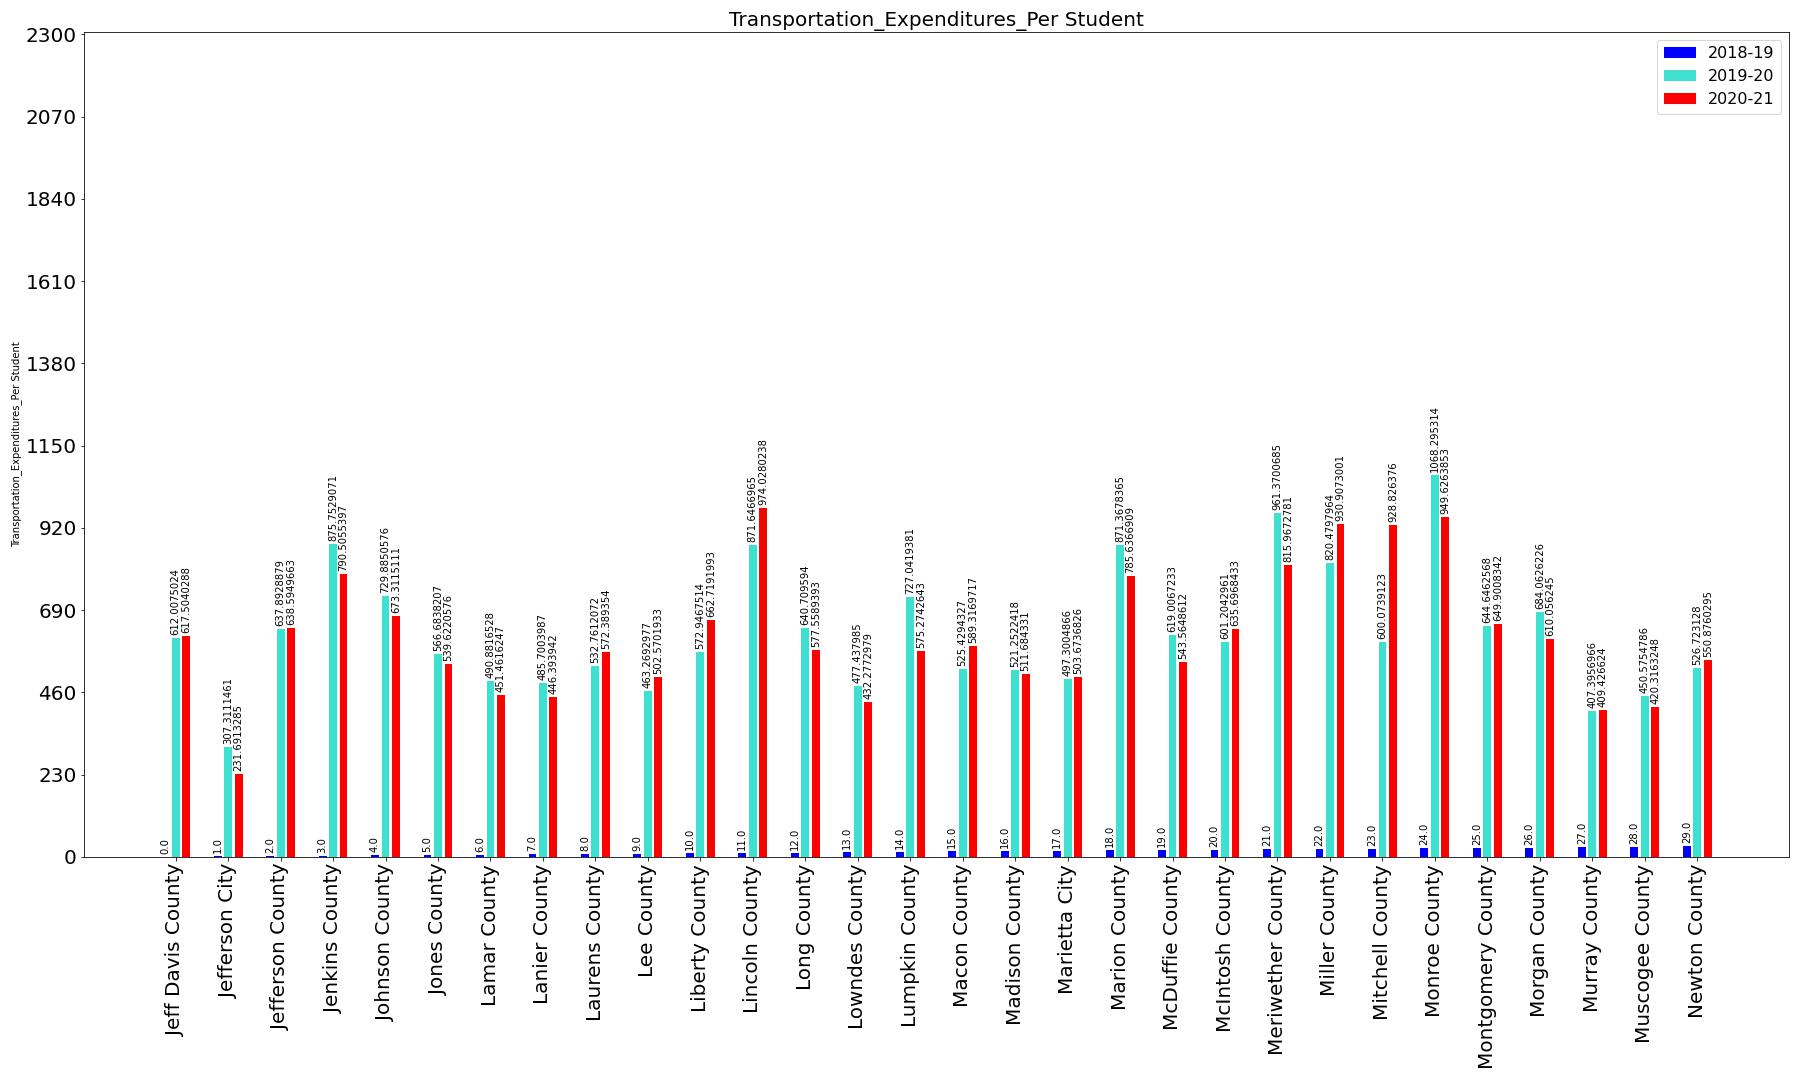 Transportation_Expenditures_Per Student
2018-19
2019-20
2020-21
Transportation_Expenditures_Per Student
2300
2070
1840
1610
1380
1150
920
690
460
230
0
0.0 612.0075024 617.5040288
1.0 307.3111461 231.6913285
2.0 637.8928879 638.5949663
3.0 875.7529071 790.5055397
4.0 729.8850576 673.3115111
5.0 566.6838207 539.6220576
6.0 490.8816528 451.4616247
7.0 485.7003987 446.393942
8.0 532.7612072 572.389354
9.0 463.2692977 502.5701933
10.0 572.9467514 662.7191993
11.0 871.6466965 974.0280238
12.0 640.709594 577.5589393
13.0 477.437985 432.2772979
14.0 727.0419381 575.2742643
15.0 525.4294327 589.3169717
16.0 521.2522418 511.684331
17.0 497.3004866 503.6736826
18.0 871.3678365 785.6366909
19.0 619.0067233 543.5648612
20.0 601.2042961 635.6968433
21.0 961.3700685 815.9672781
22.0 820.4797964 930.9073001
23.0 600.0739123 928.826376
24.0 1068.295314 949.6263853
25.0 644.6462568 649.9008342
26.0 684.0626226 610.056245
27.0 407.3956966 409.426624
28.0 450.5754786 420.3163248
29.0 526.723128 550.8760295
Jeff Davis County
Jefferson City
Jefferson County
Jenkins County
Johnson County
Jones County
Lamar County
Lanier County
Laurens County
Lee County
Liberty County
Lincoln County
Long County
Lowndes County
Lumpkin County
Macon County
Madison County
Marietta City
Marion County
McDuffie County
McIntosh County
Meriwether County
Miller County
Mitchell County
Monroe County
Montgomery County
Morgan County
Murray County
Muscogee County
Newton County